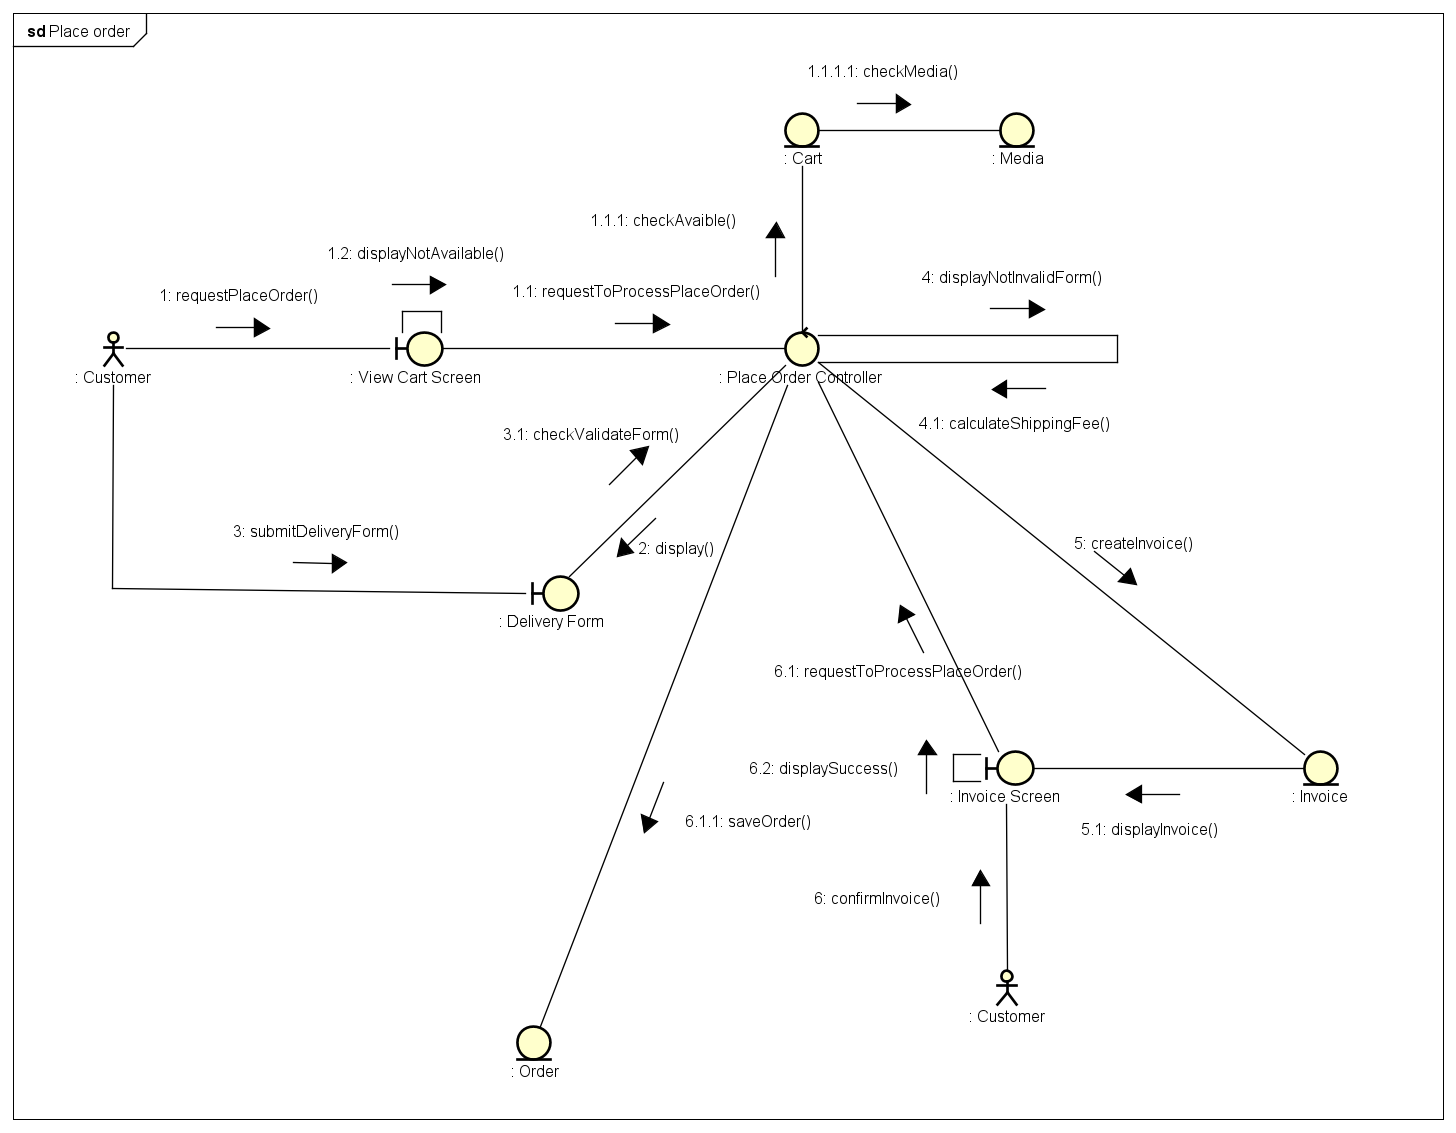 sd Place order
1.1.1.1: checkMedia()
: Cart
: Media
1.1.1: checkAvaible()
1.2: displayNotAvailable()
4: displayNotInvalidForm()
1: requestPlaceOrder()
1.1: requestToProcessPlaceOrder()
: Customer
: View Cart Screen
: Place Order Controller
4.1: calculateShippingFee()
3.1: checkValidateForm()
3: submitDeliveryForm()
2: display()
5: createInvoice()
: Delivery Form
6.1: requestToProcessPlaceOrder()
6.2: displaySuccess()
: Invoice Screen
: Invoice
6.1.1: saveOrder()
5.1: displayInvoice()
6: confirmInvoice()
: Customer
: Order